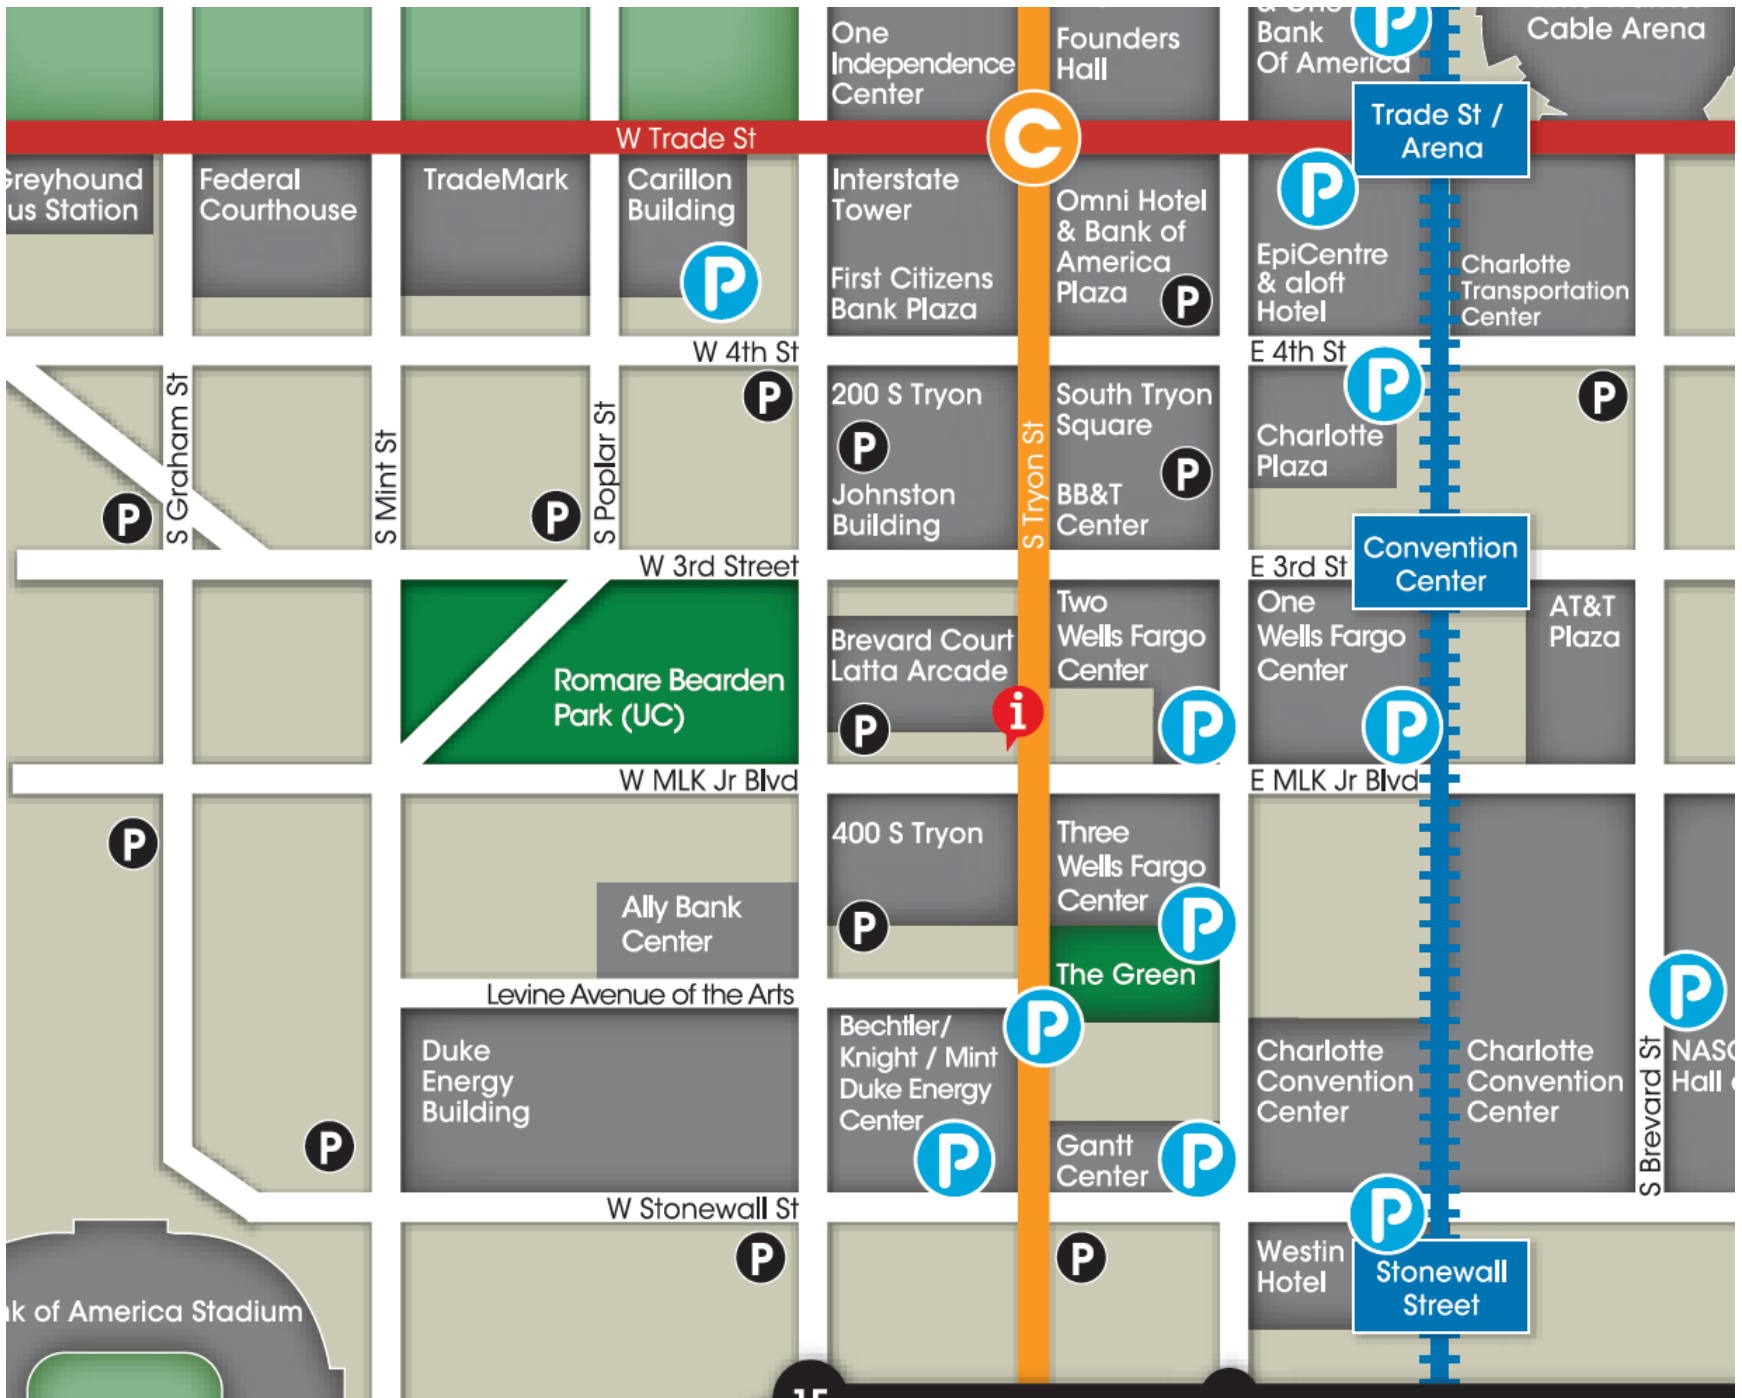 One
Independence
Center
Founders
Hall
Bank
Of America
Cable Arena
Trade St /
Arena
W Trade St
C
Federal
Courthouse
TradeMark
Carillon
Building
P
Interstate
Tower
First Citizens
Bank Plaza
Omni Hotel
& Bank of
America
Plaza
P
P
P
EpiCentre
& aloft
Hotel
Charlotte
Transportation
Center
us Station
W 4th St
E 4th St
S Graham St
S Mint St
S Poplar St
S Tryon St
P
P
P
200 S Tryon
P
Johnston
Building
South Tryon
Square
P
BB&T
Center
P
Charlotte
Plaza
P
Convention
Center
W 3rd Street
E 3rd St
Romare Bearden
Park (UC)
Brevard Court
Latta Arcade
P
i
Two
Wells Fargo
Center
P
One
Wells Fargo
Center
P
AT&T
Plaza
W MLK Jr Blvd
E MLK Jr Blvd
P
400 S Tryon
P
Three
Wells Fargo
Center
P
The Green
Ally Bank
Center
Levine Avenue of the Arts
P
Duke
Energy
Building
P
Bechtler/
Knight / Mint
Duke Energy
Center
P
Gantt
Center
P
Charlotte
Convention
Center
Charlotte
Convention
Center
S Brevard St
P
Hall
W Stonewall St
P
P
P
Westin
Hotel
Stonewall
Street
of America Stadium